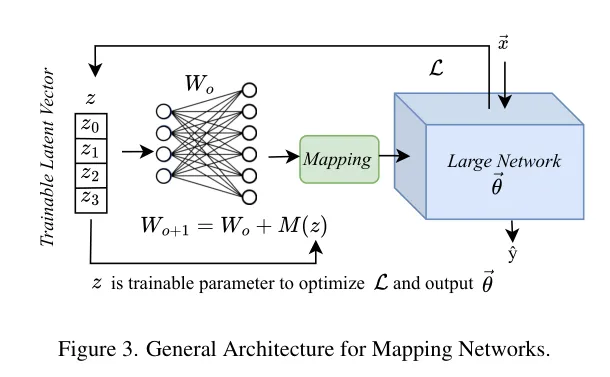 Trainable Latent Vector
z
z₀
z₁
z₂
z₃
Wₒ
Mapping
ℒ
x⃗
Large Network
θ⃗
ŷ
Wₒ₊₁ = Wₒ + M(z)
z is trainable parameter to optimize ℒ and output θ⃗
Figure 3. General Architecture for Mapping Networks.